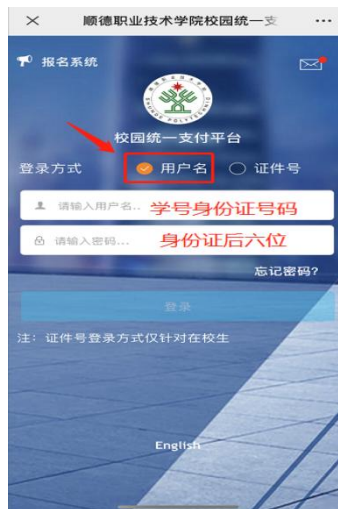 顺德职业技术学院校园统一支
报名系统
SHUNDE POLYTECHNIC
校园统一支付平台
登录方式 用户名 证件号
请输入用户名.. 学号身份证号码
请输入密码... 身份证后六位
忘记密码?
登录
注：证件号登录方式仅针对在校生
English